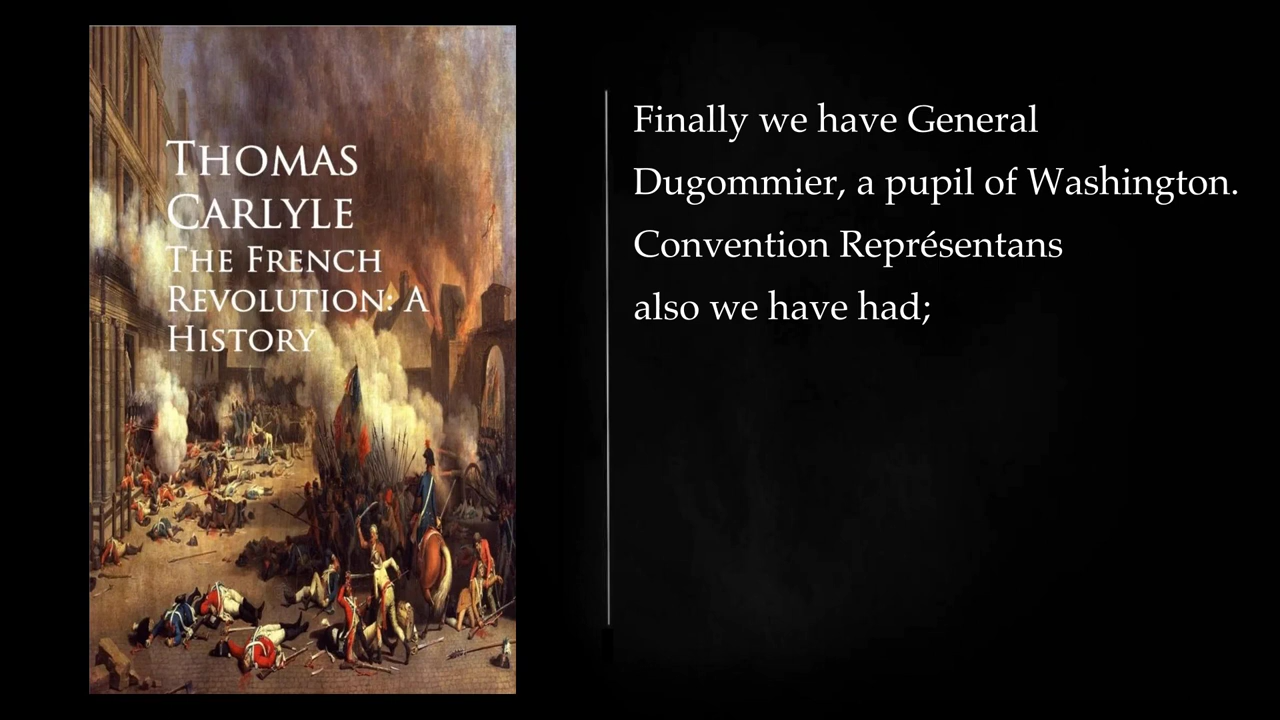 THOMAS
CARLYLE
THE FRENCH
REVOLUTION: A
HISTORY
Finally we have General
Dugommier, a pupil of Washington.
Convention Représentans
also we have had;